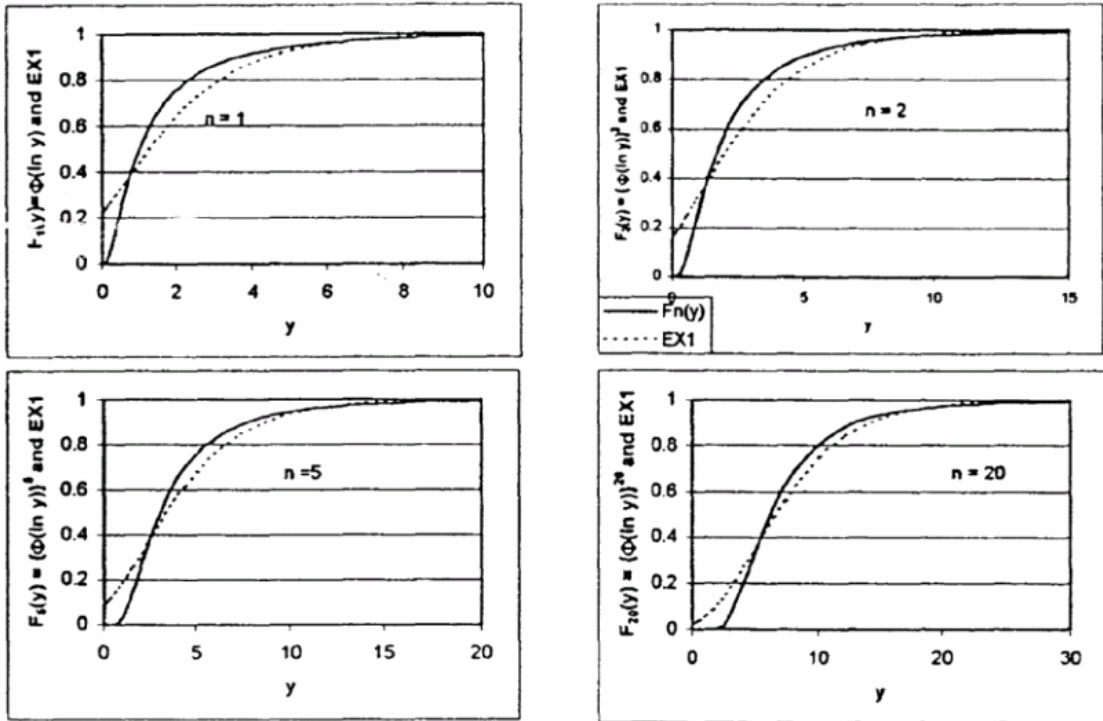 F₁(y)=Φ(ln y) and EX1
1
0.8
0.6
0.4
0.2
0
n = 1
0 2 4 6 8 10
y
F₂(y) = {Φ(ln y)}² and EX1
1
0.8
0.6
0.4
0.2
0
n = 2
0 5 10 15
Fn(y)
EX1
F₅(y) = {Φ(ln y)}⁵ and EX1
1
0.8
0.6
0.4
0.2
0
n =5
0 5 10 15 20
y
F₂₀(y) = {Φ(ln y)}²⁰ and EX1
1
0.8
0.6
0.4
0.2
0
n = 20
0 10 20 30
y